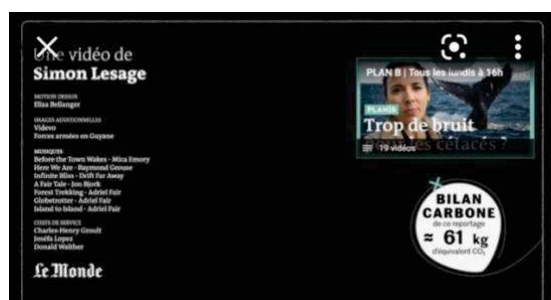 Une vidéo de
Simon Lesage
MOTION DESIGN
Elisa Bellanger
IMAGES ADDITIONNELLES
Videvo
Forces armées en Guyane
MUSIQUES
Before the Town Wakes - Mica Emory
Here We Are - Raymond Grouse
Infinite Bliss - Drift Far Away
A Fair Tale - Jon Bjork
Forest Trekking - Adriel Fair
Globetrotter - Adriel Fair
Island to Island - Adriel Fair
CHEFS DE SERVICE
Charles-Henry Groult
Joséfa Lopez
Donald Walther
Le Monde
PLAN B | Tous les lundis à 16h
PLAN B
Trop de bruit
les cétacés ?
19 vidéos
BILAN
CARBONE
de ce reportage
≈ 61 kg
d'équivalent CO₂